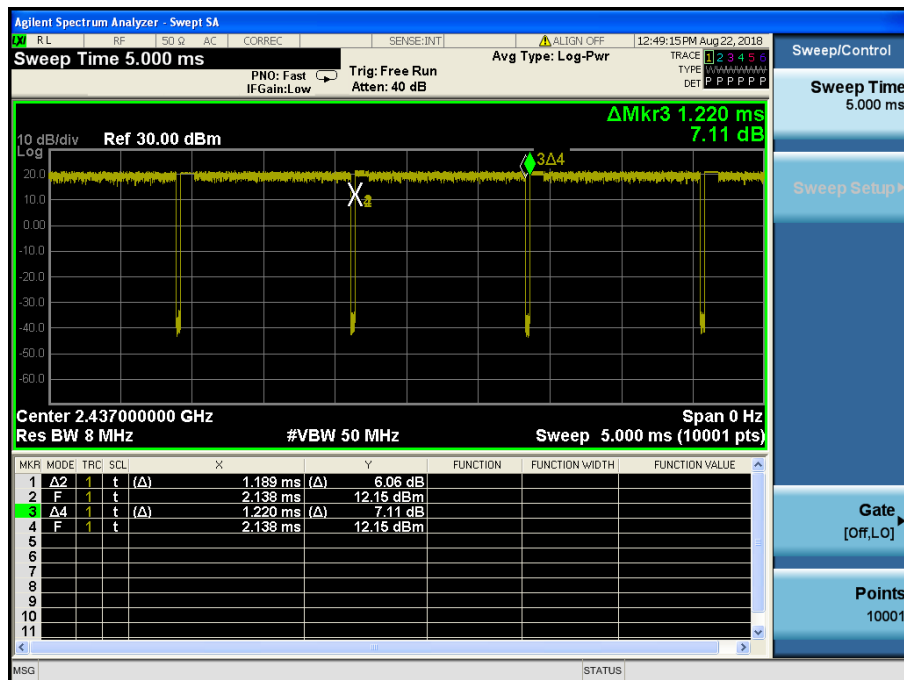 Agilent Spectrum Analyzer - Swept SA
LXI RL RF 50 Ω AC CORREC SENSE:INT ALIGN OFF 12:49:15 PM Aug 22, 2018
Sweep Time 5.000 ms
PNO: Fast
IFGain:Low
Trig: Free Run
Atten: 40 dB
Avg Type: Log-Pwr
TRACE 1 2 3 4 5 6
TYPE WWWWWW
DET P P P P P P
Sweep/Control
Sweep Time
5.000 ms
Sweep Setup
Gate
[Off,LO]
Points
10001
ΔMkr3 1.220 ms
7.11 dB
10 dB/div Ref 30.00 dBm
Log
20.0
10.0
0.00
-10.0
-20.0
-30.0
-40.0
-50.0
-60.0
3Δ4
Center 2.437000000 GHz Span 0 Hz
Res BW 8 MHz #VBW 50 MHz Sweep 5.000 ms (10001 pts)
MKR MODE TRC SCL X Y FUNCTION FUNCTION WIDTH FUNCTION VALUE
1 Δ2 1 t (Δ) 1.189 ms (Δ) 6.06 dB
2 F 1 t 2.138 ms 12.15 dBm
3 Δ4 1 t (Δ) 1.220 ms (Δ) 7.11 dB
4 F 1 t 2.138 ms 12.15 dBm
5
6
7
8
9
10
11
MSG STATUS